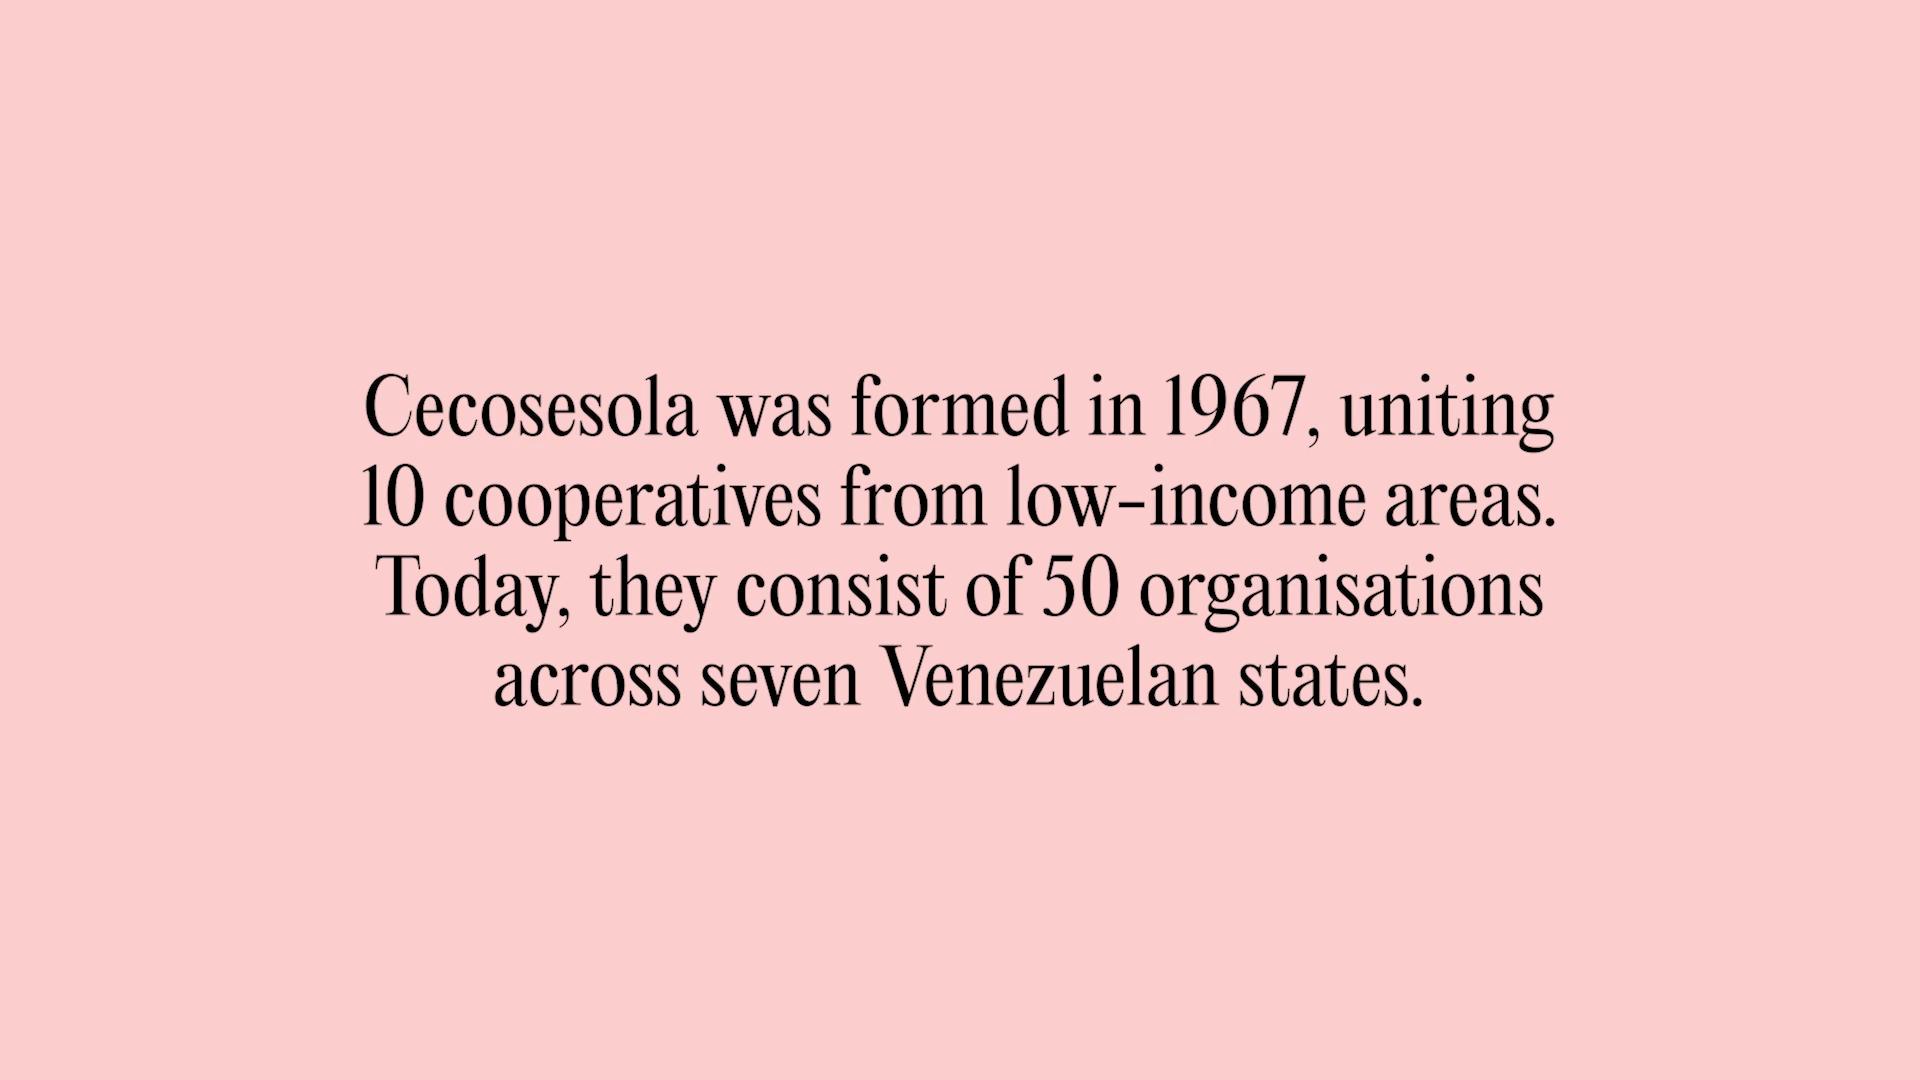 Cecosesola was formed in 1967, uniting
10 cooperatives from low-income areas.
Today, they consist of 50 organisations
across seven Venezuelan states.